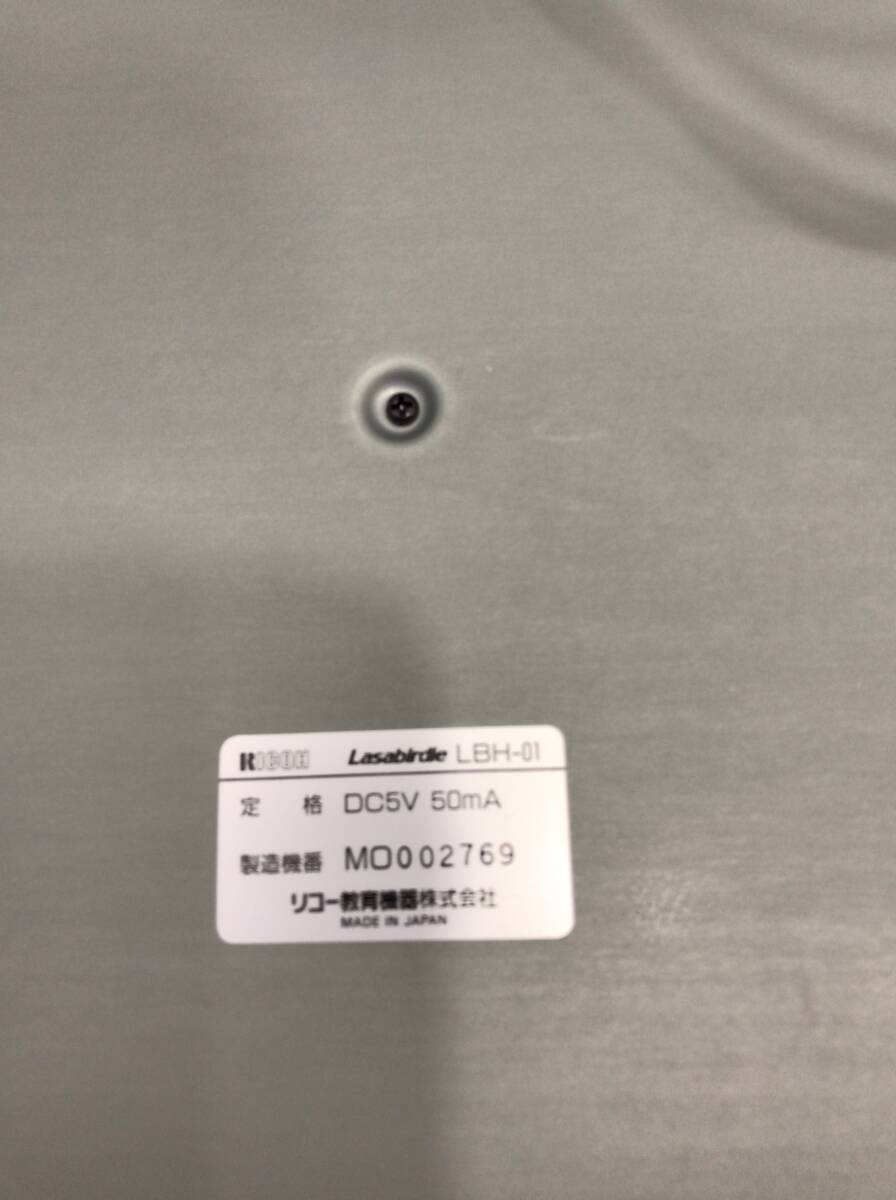 RICOH Lasabirdie LBH-01
定格 DC5V 50mA
製造機番 MO002769
リコー教育機器株式会社
MADE IN JAPAN